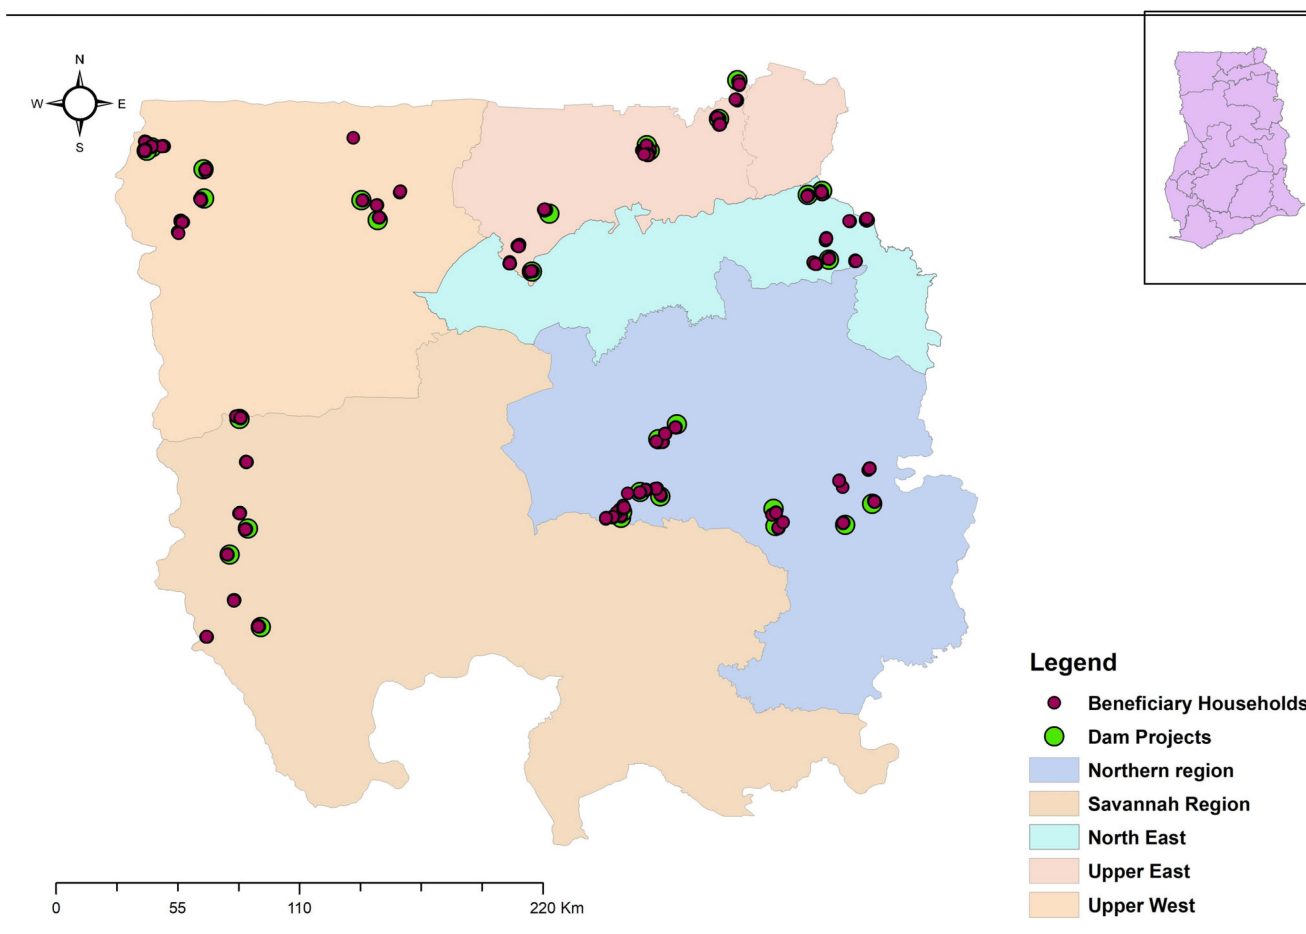 N
W E
S
Legend
Beneficiary Households
Dam Projects
Northern region
Savannah Region
North East
Upper East
Upper West
0 55 110 220 Km